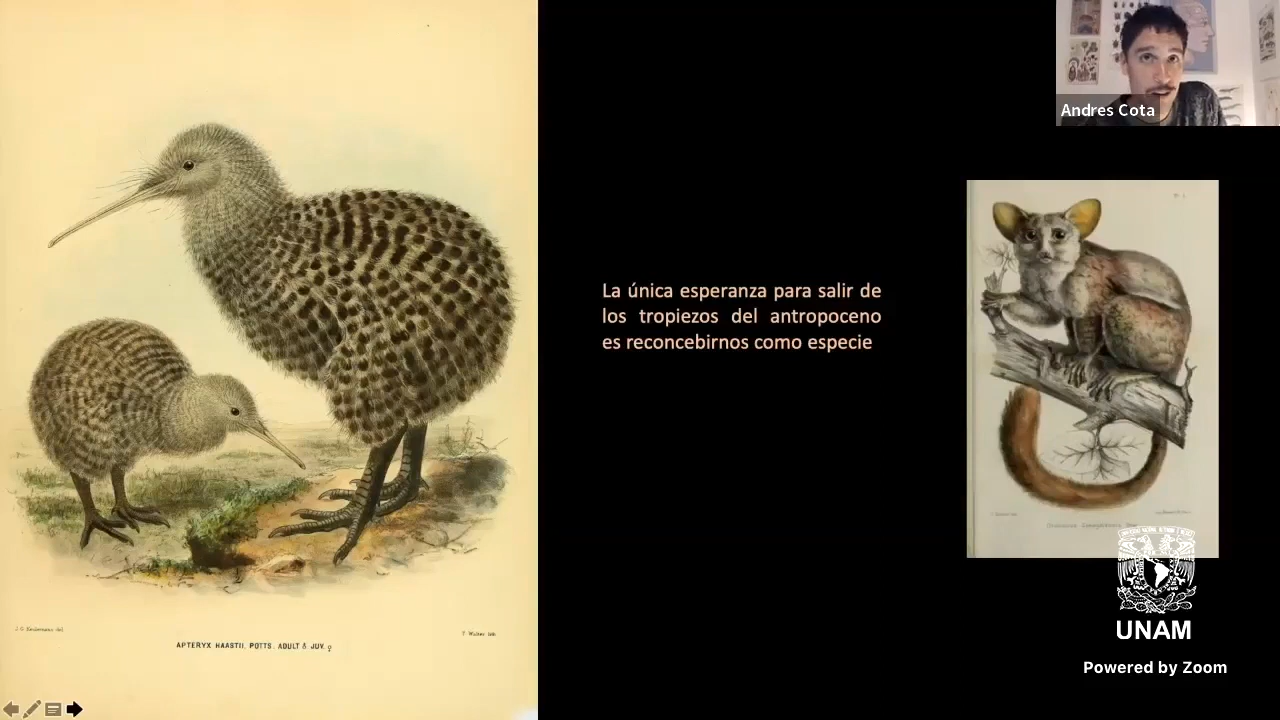 Andres Cota
La única esperanza para salir de
los tropiezos del antropoceno
es reconcebirnos como especie
APTERYX HAASTII, POTTS. ADULT ♂ JUV. ♀
UNAM
Powered by Zoom